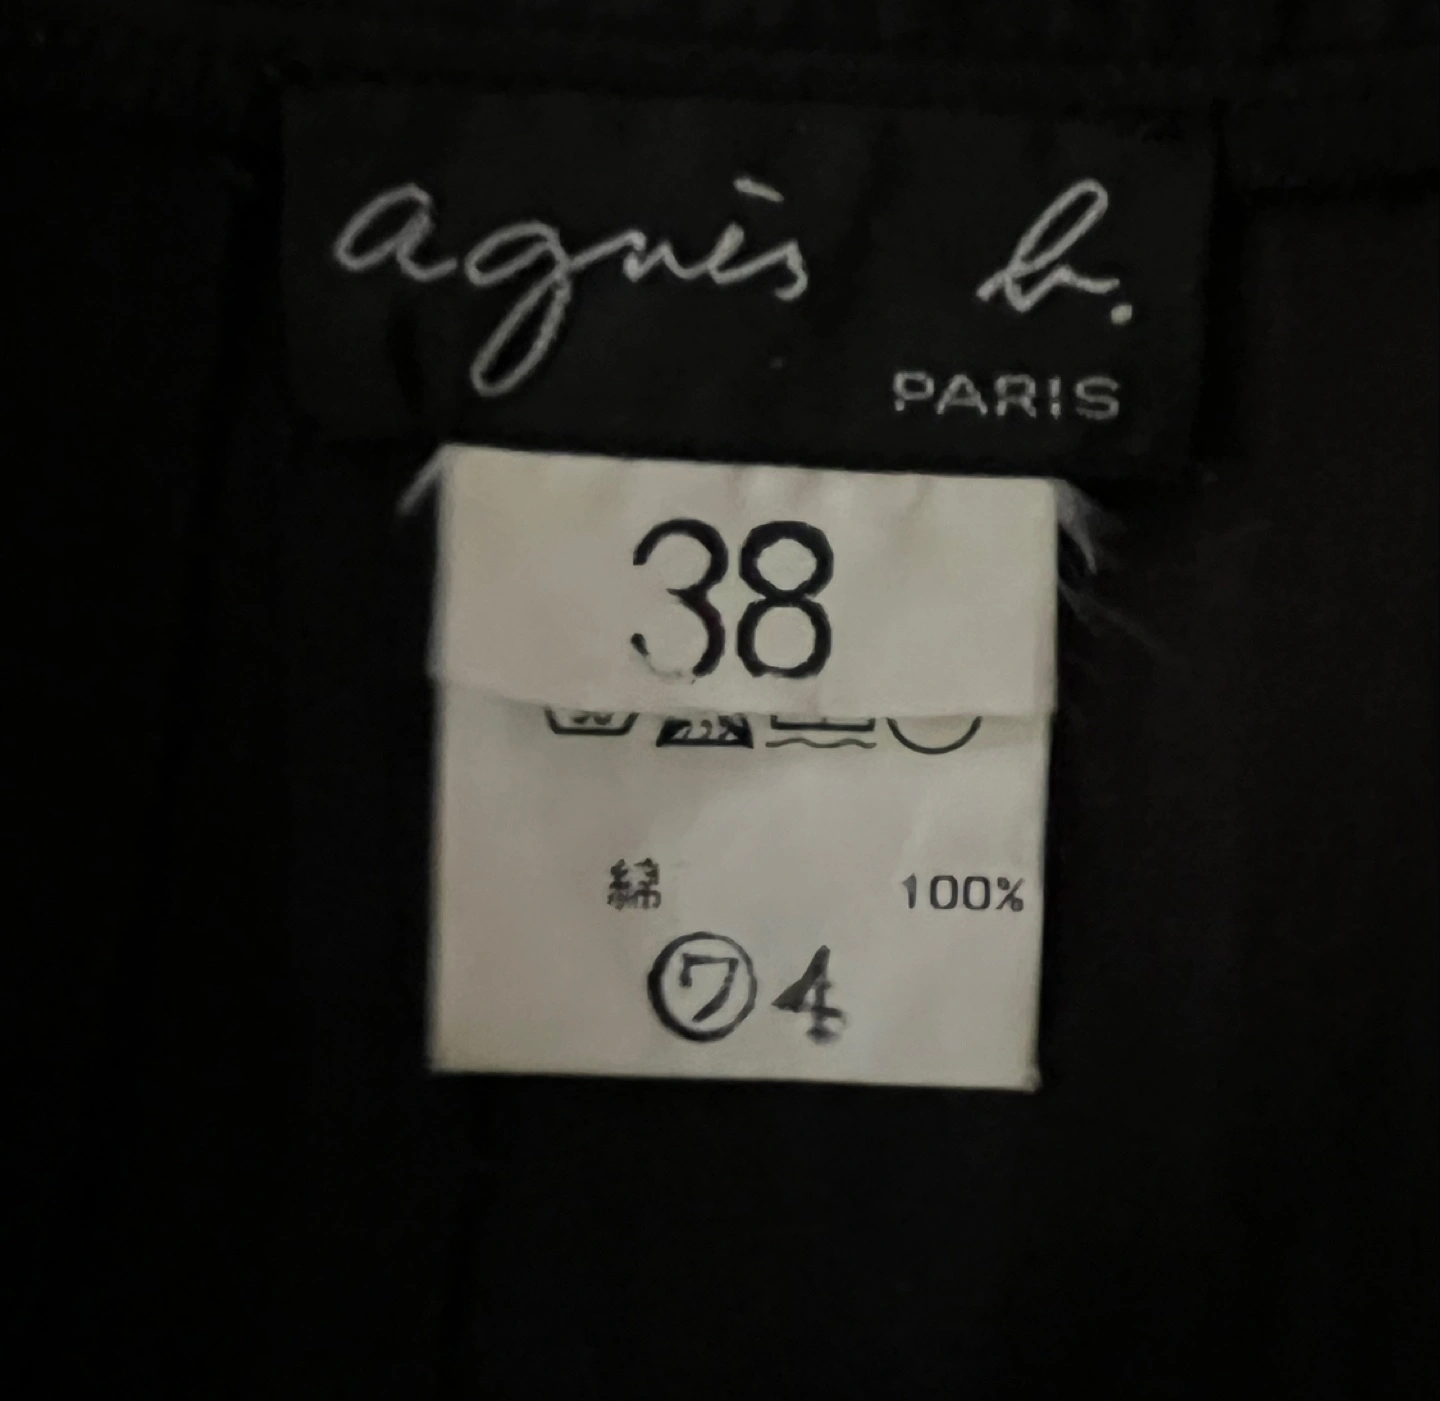 agnès b.
PARIS
38
綿 100%
⑦4